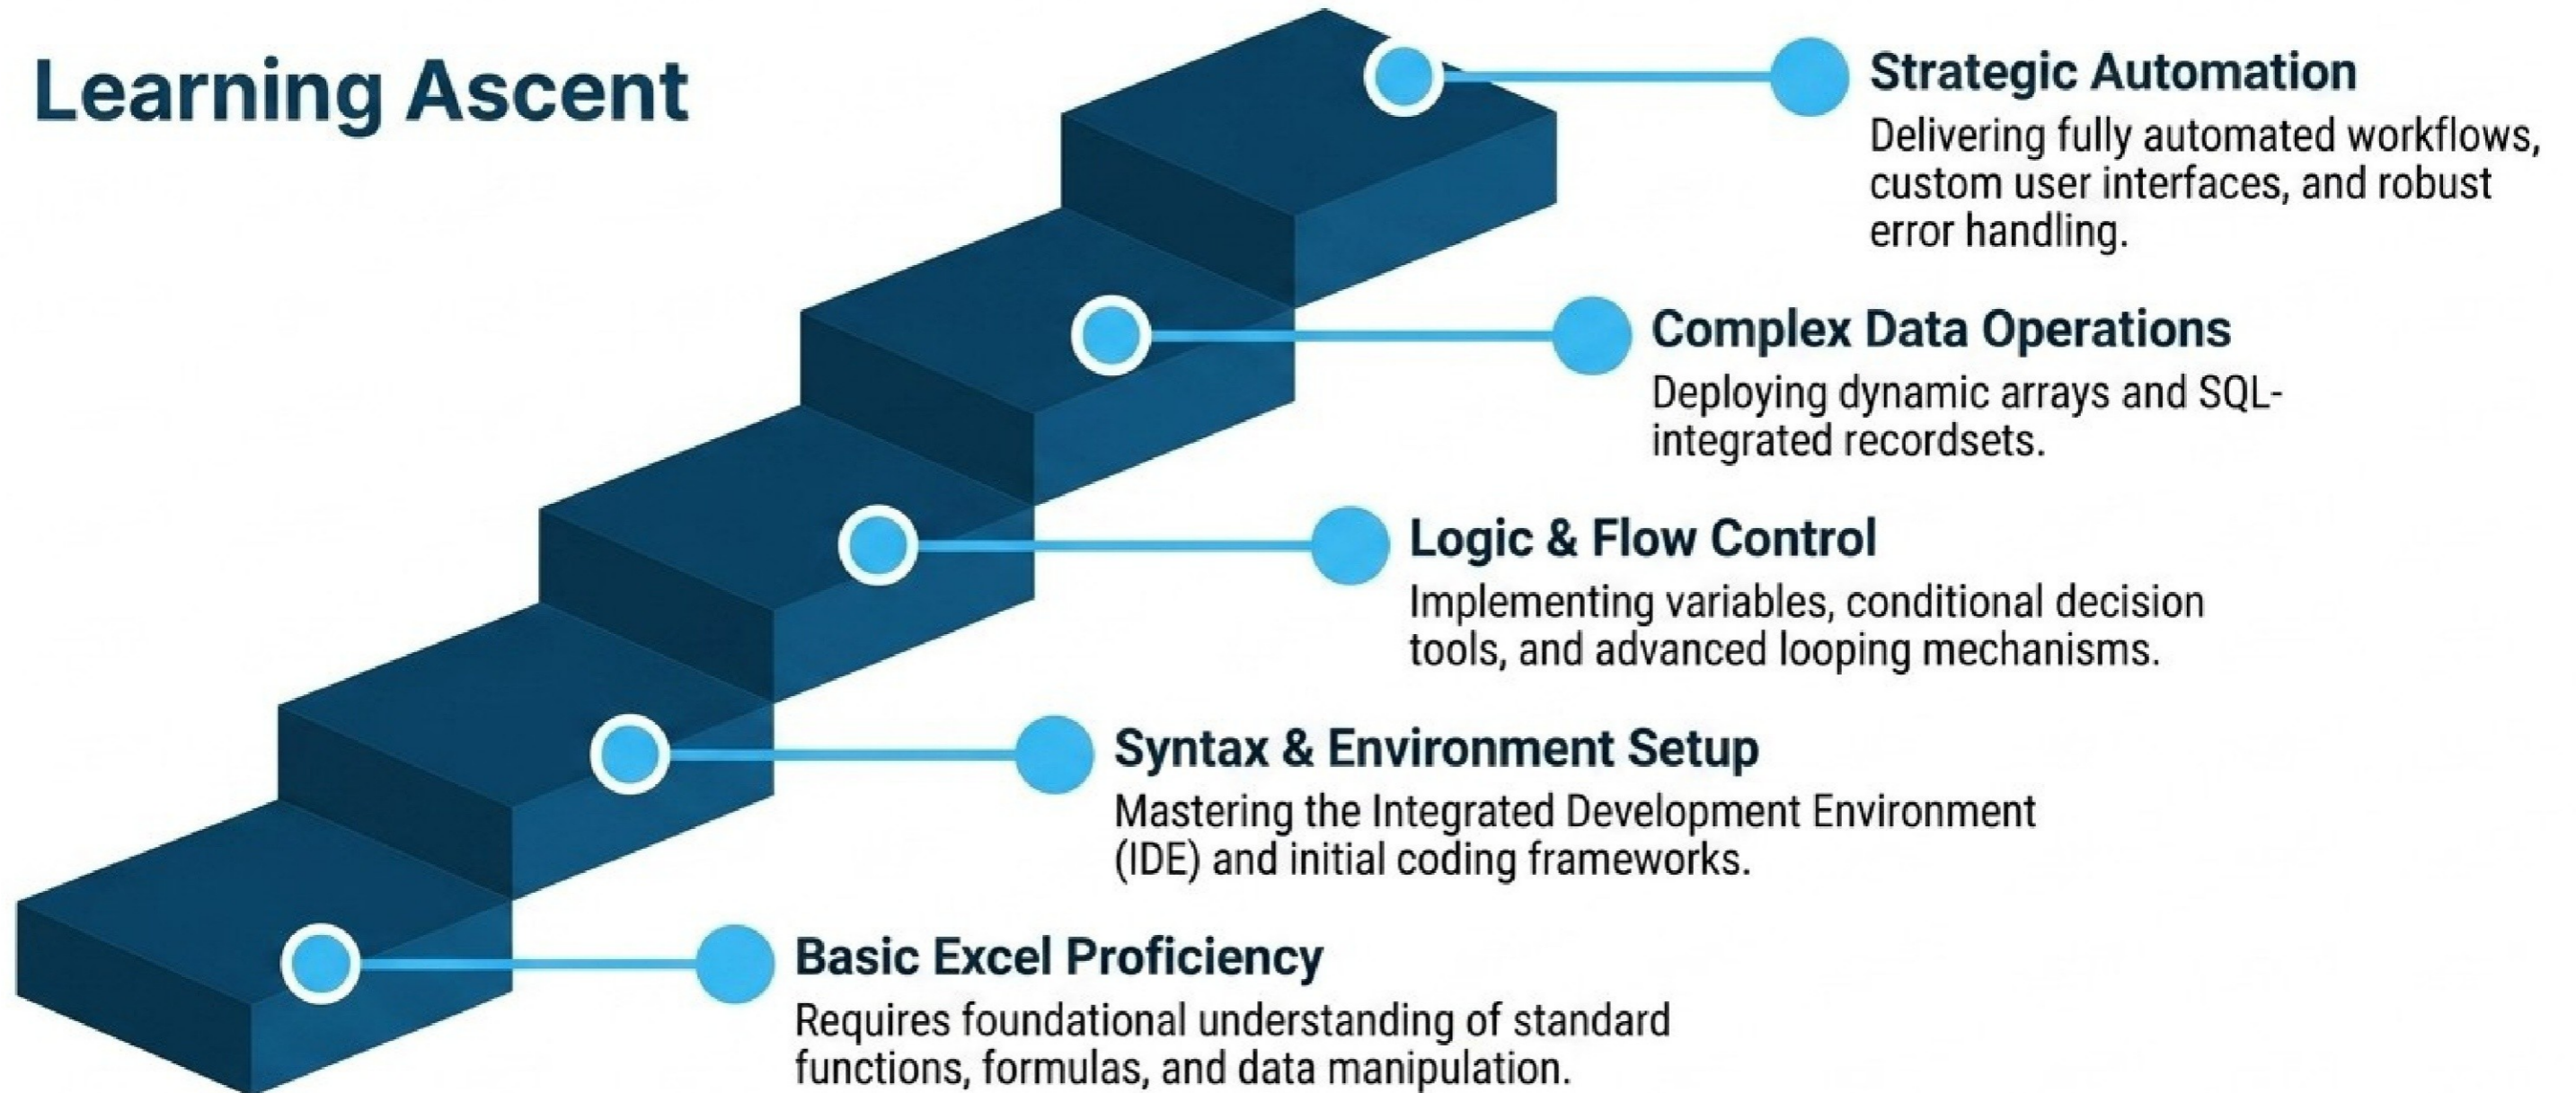 Learning Ascent
Strategic Automation
Delivering fully automated workflows,
custom user interfaces, and robust
error handling.
Complex Data Operations
Deploying dynamic arrays and SQL-
integrated recordsets.
Logic & Flow Control
Implementing variables, conditional decision
tools, and advanced looping mechanisms.
Syntax & Environment Setup
Mastering the Integrated Development Environment
(IDE) and initial coding frameworks.
Basic Excel Proficiency
Requires foundational understanding of standard
functions, formulas, and data manipulation.